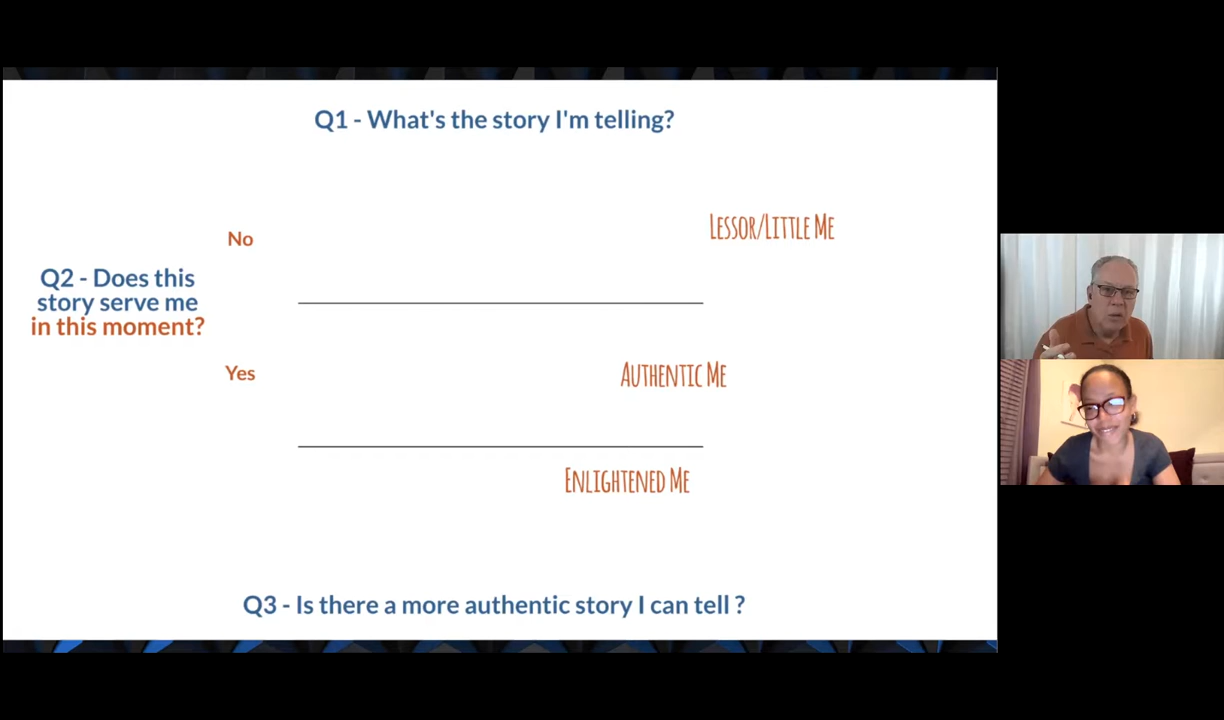 Q1 - What's the story I'm telling?
Lessor/Little Me
No
Q2 - Does this
story serve me
in this moment?
Yes
Authentic Me
Enlightened Me
Q3 - Is there a more authentic story I can tell ?